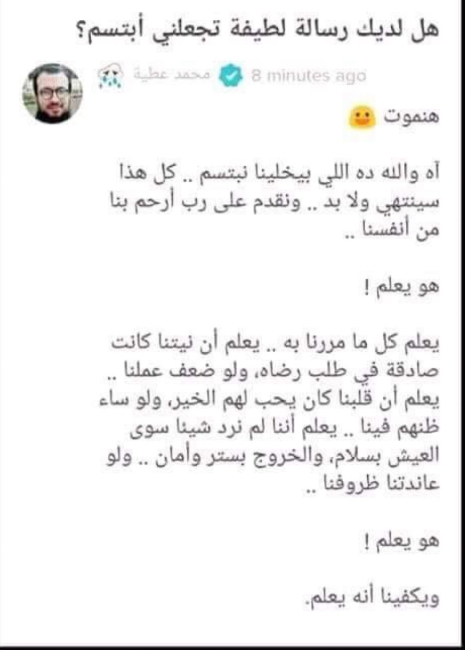 هل لديك رسالة لطيفة تجعلني أبتسم؟
محمد عطية 8 minutes ago
هنموت 🙂
آه والله ده اللي بيخلينا نبتسم .. كل هذا
سينتهي ولا بد .. ونقدم على رب أرحم بنا
من أنفسنا ..
هو يعلم !
يعلم كل ما مررنا به .. يعلم أن نيتنا كانت
صادقة في طلب رضاه، ولو ضعف عملنا ..
يعلم أن قلبنا كان يحب لهم الخير، ولو ساء
ظنهم فينا .. يعلم أننا لم نرد شيئا سوى
العيش بسلام، والخروج بستر وأمان .. ولو
عاندتنا ظروفنا ..
هو يعلم !
ويكفينا أنه يعلم.